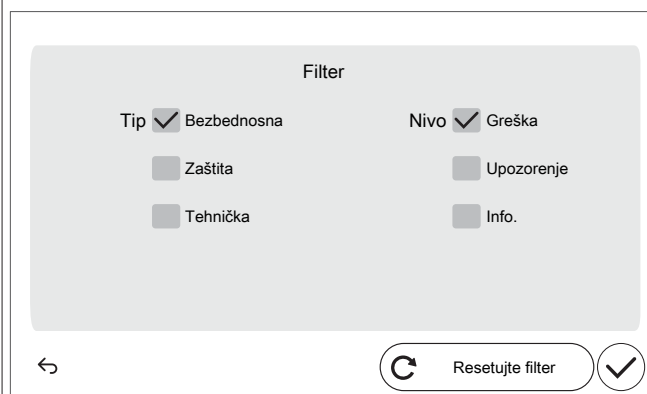 Filter
Tip Bezbednosna Nivo Greška
Zaštita Upozorenje
Tehnička Info.
Resetujte filter